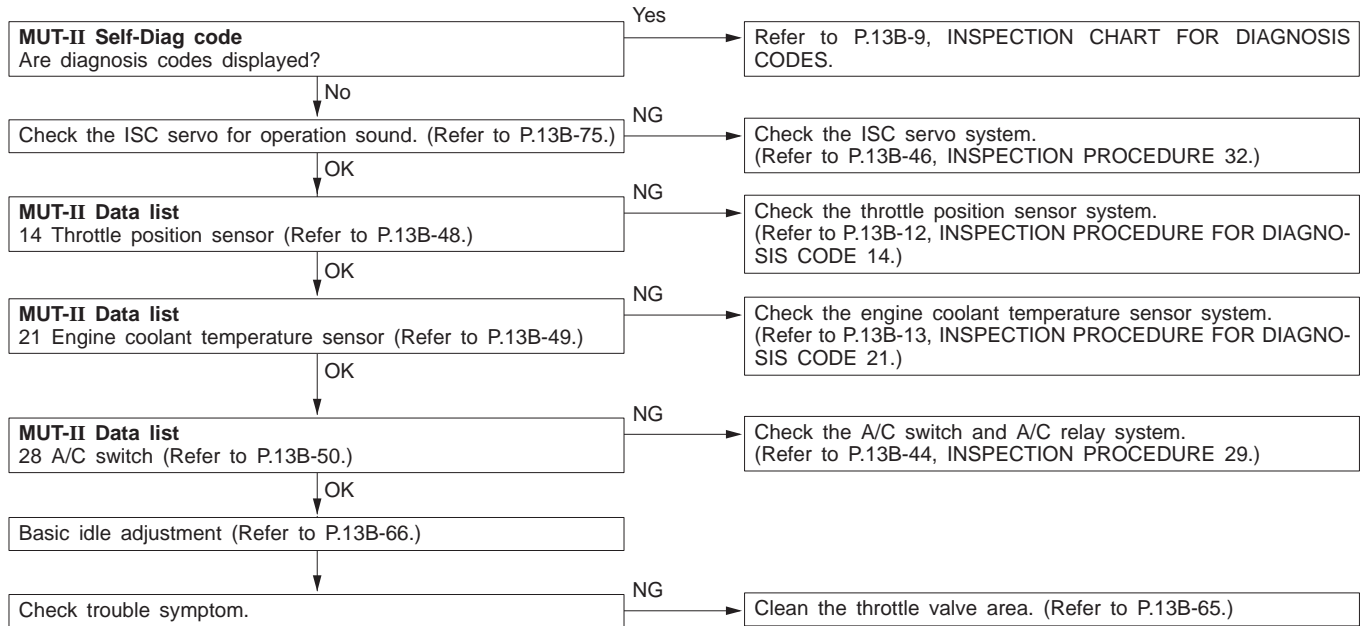 MUT-II Self-Diag code
Are diagnosis codes displayed?
Yes
Refer to P.13B-9, INSPECTION CHART FOR DIAGNOSIS
CODES.
No
Check the ISC servo for operation sound. (Refer to P.13B-75.)
NG
Check the ISC servo system.
(Refer to P.13B-46, INSPECTION PROCEDURE 32.)
OK
MUT-II Data list
14 Throttle position sensor (Refer to P.13B-48.)
NG
Check the throttle position sensor system.
(Refer to P.13B-12, INSPECTION PROCEDURE FOR DIAGNO-
SIS CODE 14.)
OK
MUT-II Data list
21 Engine coolant temperature sensor (Refer to P.13B-49.)
NG
Check the engine coolant temperature sensor system.
(Refer to P.13B-13, INSPECTION PROCEDURE FOR DIAGNO-
SIS CODE 21.)
OK
MUT-II Data list
28 A/C switch (Refer to P.13B-50.)
NG
Check the A/C switch and A/C relay system.
(Refer to P.13B-44, INSPECTION PROCEDURE 29.)
OK
Basic idle adjustment (Refer to P.13B-66.)
Check trouble symptom.
NG
Clean the throttle valve area. (Refer to P.13B-65.)